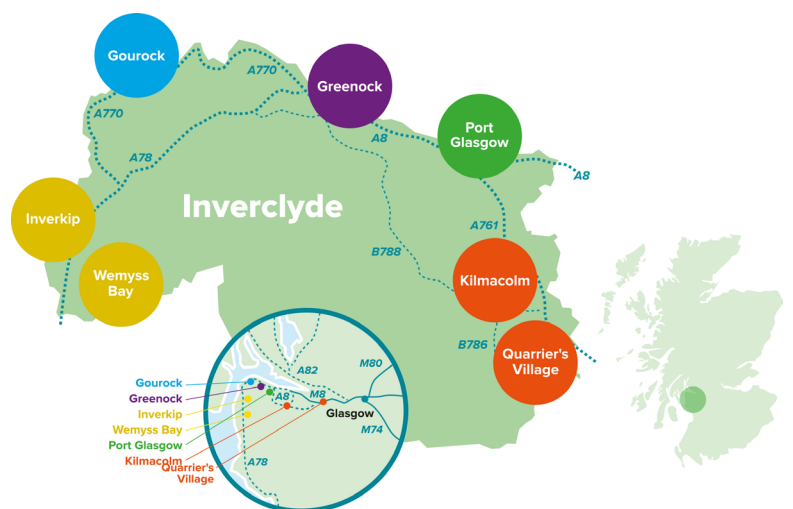 Gourock
A770
Greenock
A770
Port
Glasgow
A8
A78
A8
Inverclyde
Inverkip
A761
B788
Wemyss
Bay
Kilmacolm
B786
Quarrier's
Village
A82
M80
Gourock
Greenock
A8
M8
Inverkip
Glasgow
Wemyss Bay
M74
Port Glasgow
Kilmacolm
A78
Quarrier's
Village